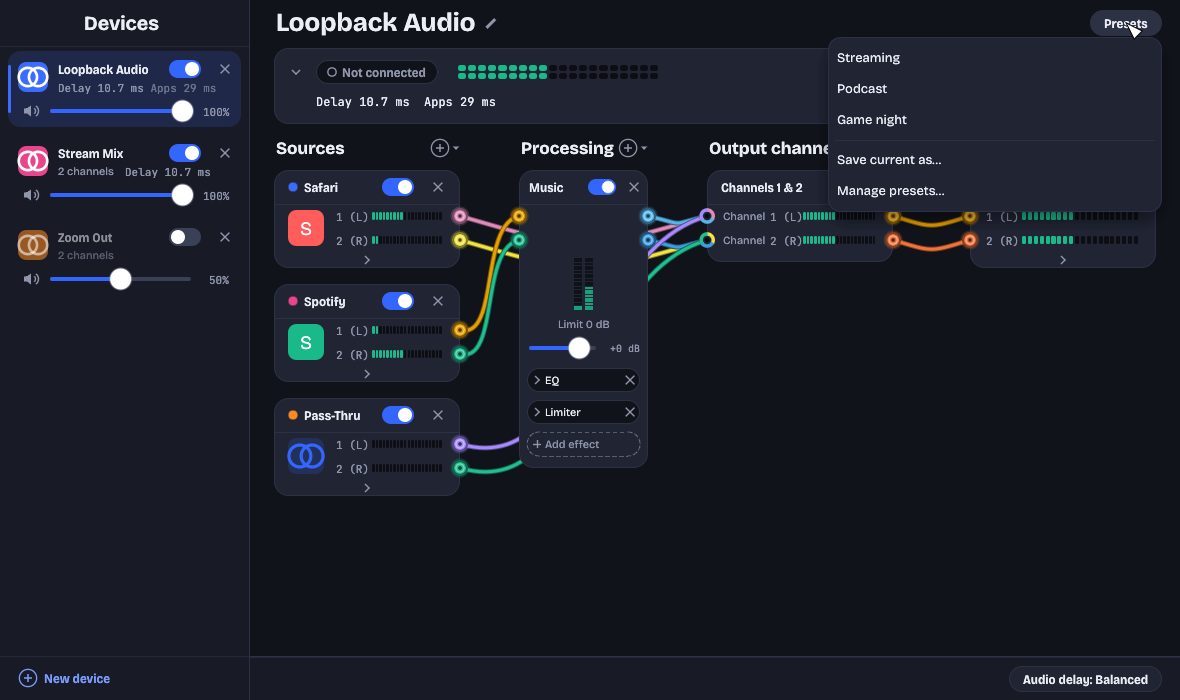 Devices
Loopback Audio
Delay 10.7 ms Apps 29 ms
100%
Stream Mix
2 channels Delay 10.7 ms
100%
Zoom Out
2 channels
50%
New device
Loopback Audio
Presets
Not connected
Delay 10.7 ms Apps 29 ms
Streaming
Podcast
Game night
Save current as...
Manage presets...
Sources
Safari
S
1 (L)
2 (R)
Spotify
S
1 (L)
2 (R)
Pass-Thru
1 (L)
2 (R)
Processing
Music
Limit 0 dB
+0 dB
EQ
Limiter
+ Add effect
Output
Channels 1 & 2
Channel 1 (L)
Channel 2 (R)
1 (L)
2 (R)
Audio delay: Balanced